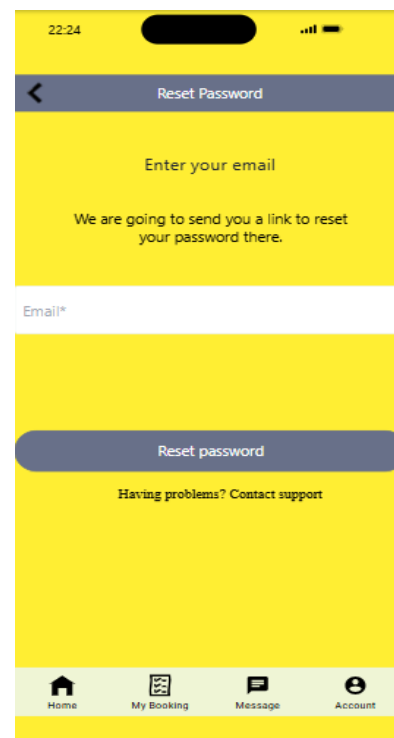 22:24
Reset Password
Enter your email
We are going to send you a link to reset
your password there.
Email*
Reset password
Having problems? Contact support
Home My Booking Message Account